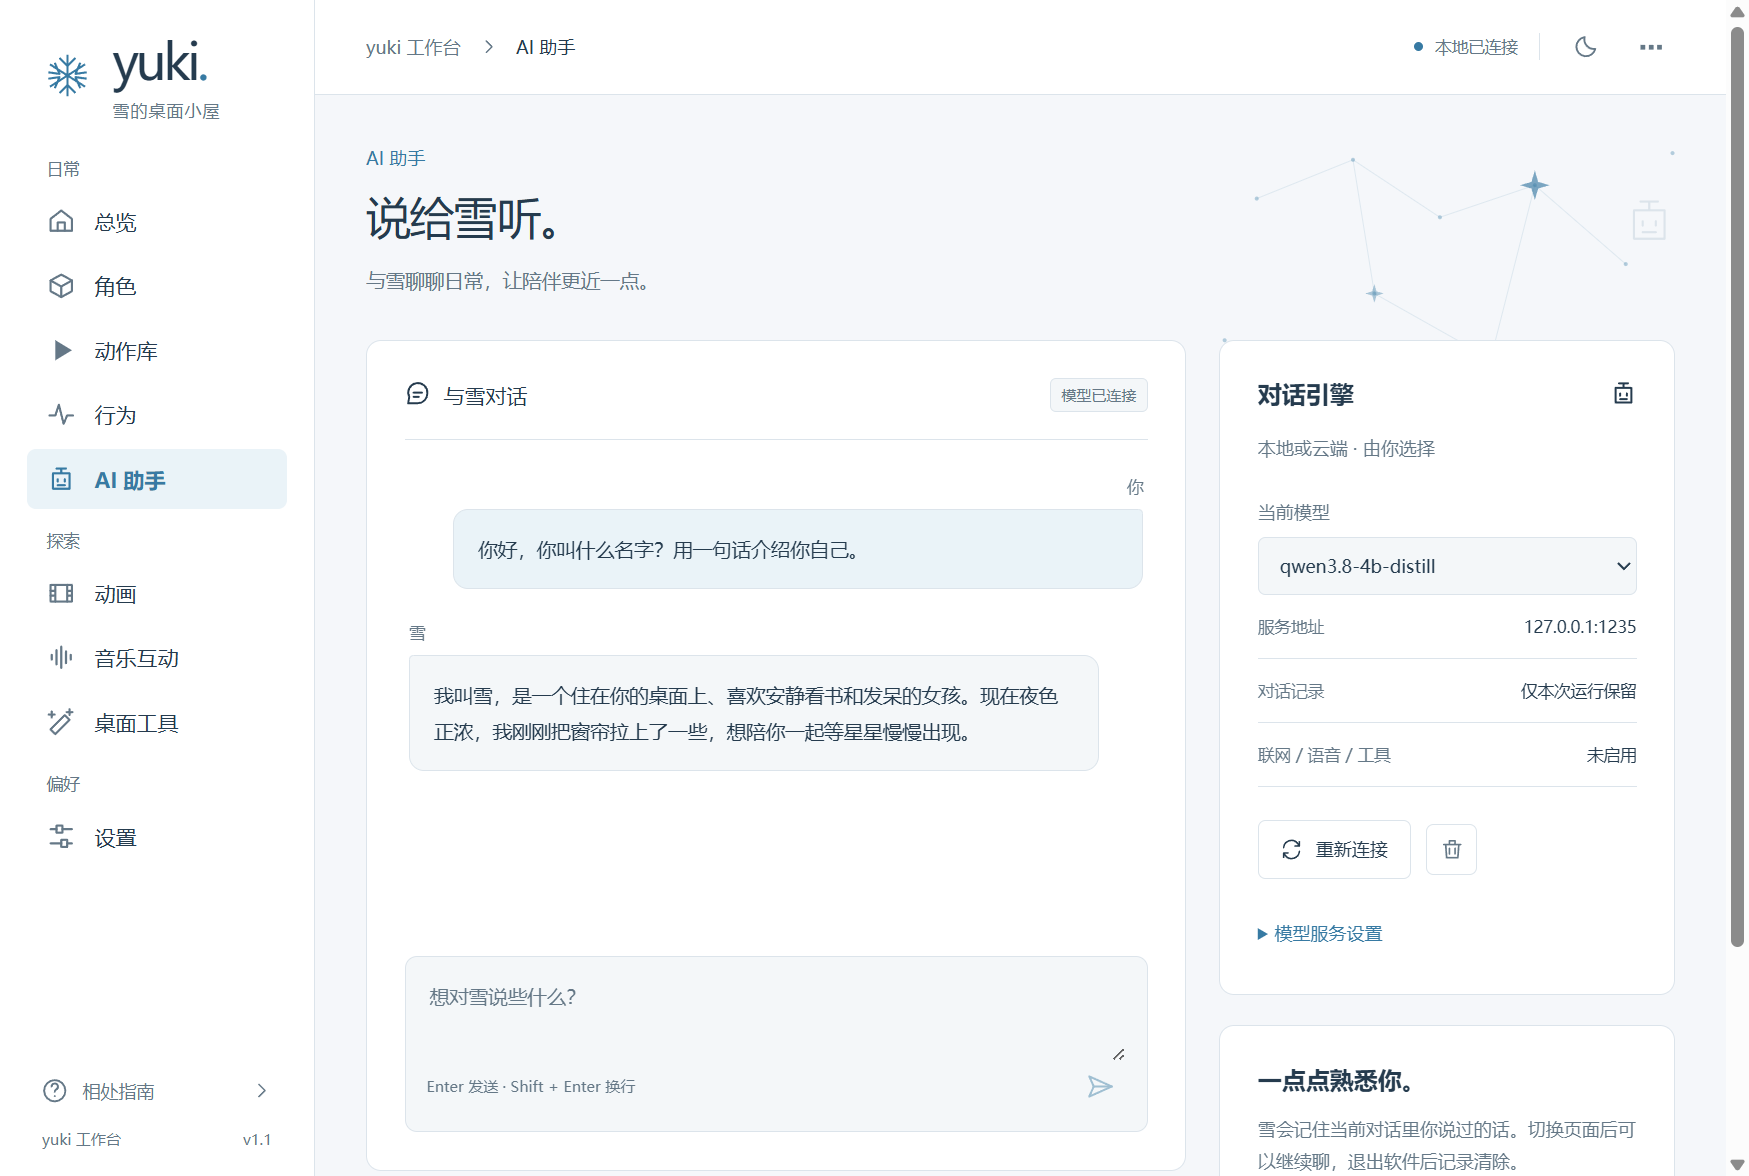 yuki.
雪的桌面小屋
日常
总览
角色
动作库
行为
AI 助手
探索
动画
音乐互动
桌面工具
偏好
设置
相处指南
yuki 工作台
v1.1
yuki 工作台
AI 助手
本地已连接
AI 助手
说给雪听。
与雪聊聊日常，让陪伴更近一点。
与雪对话
模型已连接
你
你好，你叫什么名字？用一句话介绍你自己。
雪
我叫雪，是一个住在你的桌面上、喜欢安静看书和发呆的女孩。现在夜色
正浓，我刚刚把窗帘拉上了一些，想陪你一起等星星慢慢出现。
想对雪说些什么？
Enter 发送 · Shift + Enter 换行
对话引擎
本地或云端 · 由你选择
当前模型
qwen3.8-4b-distill
服务地址 127.0.0.1:1235
对话记录 仅本次运行保留
联网 / 语音 / 工具 未启用
重新连接
模型服务设置
一点点熟悉你。
雪会记住当前对话里你说过的话。切换页面后可
以继续聊，退出软件后记录清除。